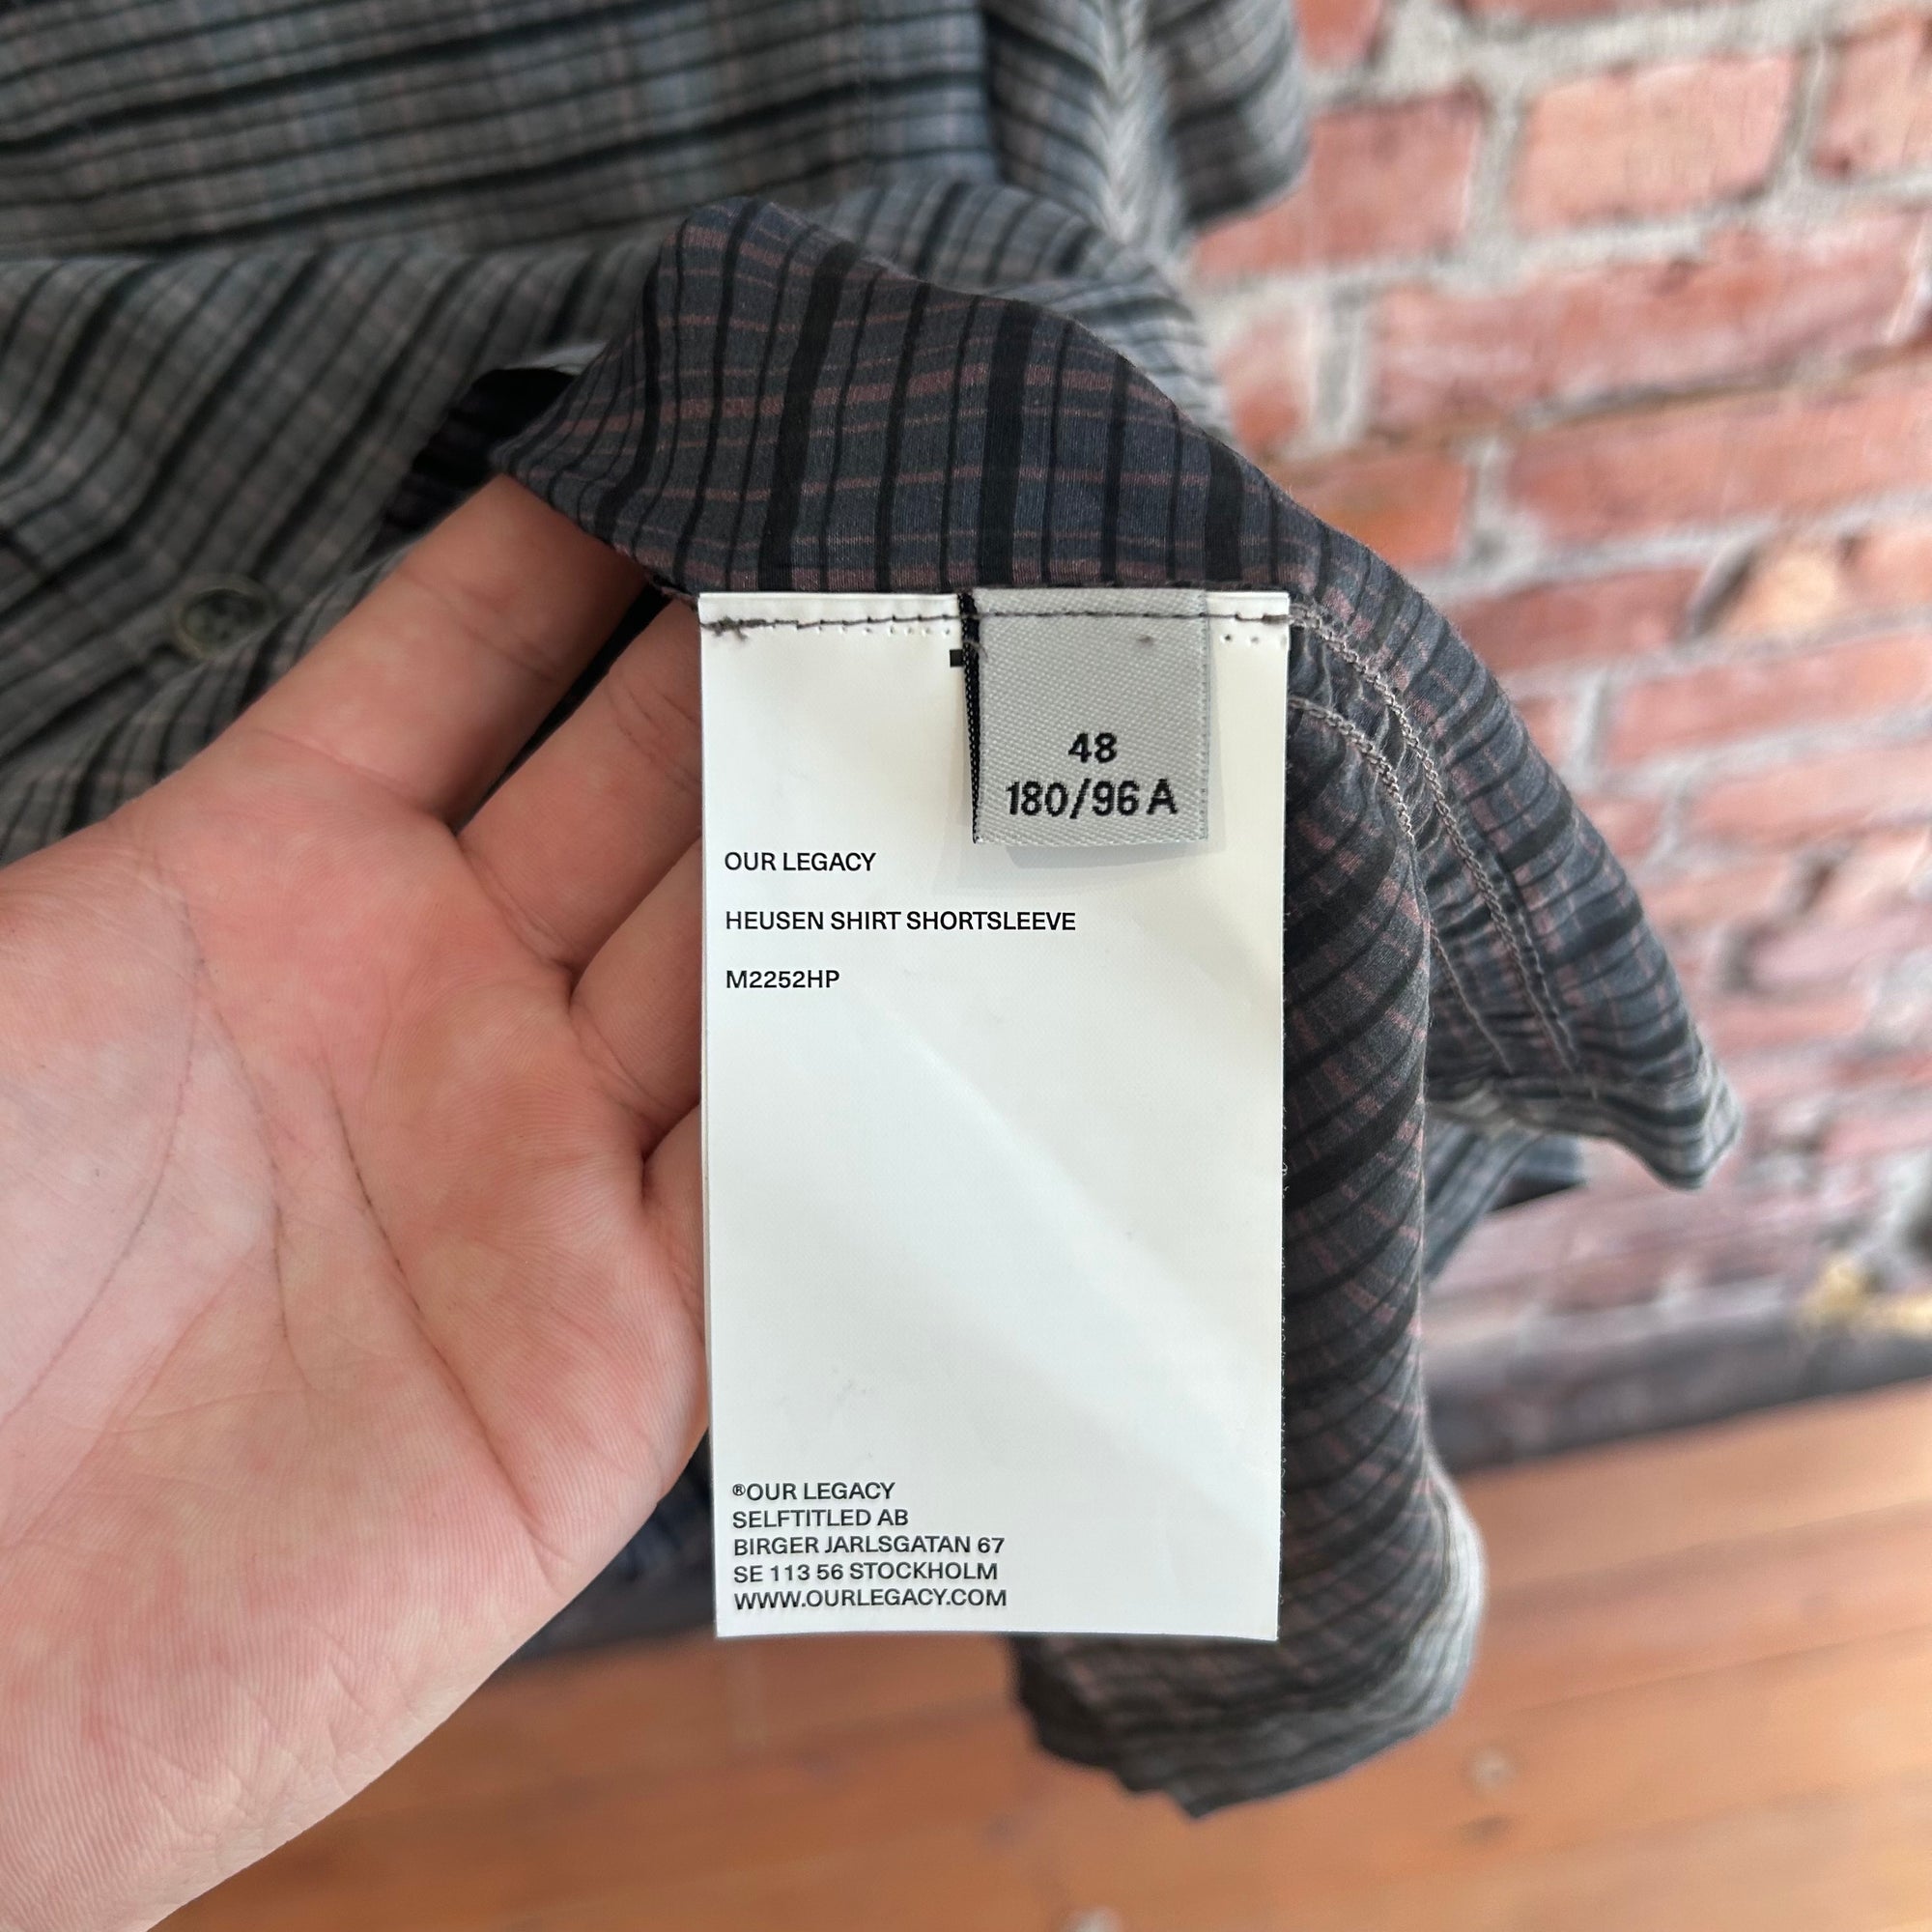 48
180/96 A
OUR LEGACY
HEUSEN SHIRT SHORTSLEEVE
M2252HP
®OUR LEGACY
SELFTITLED AB
BIRGER JARLSGATAN 67
SE 113 56 STOCKHOLM
WWW.OURLEGACY.COM